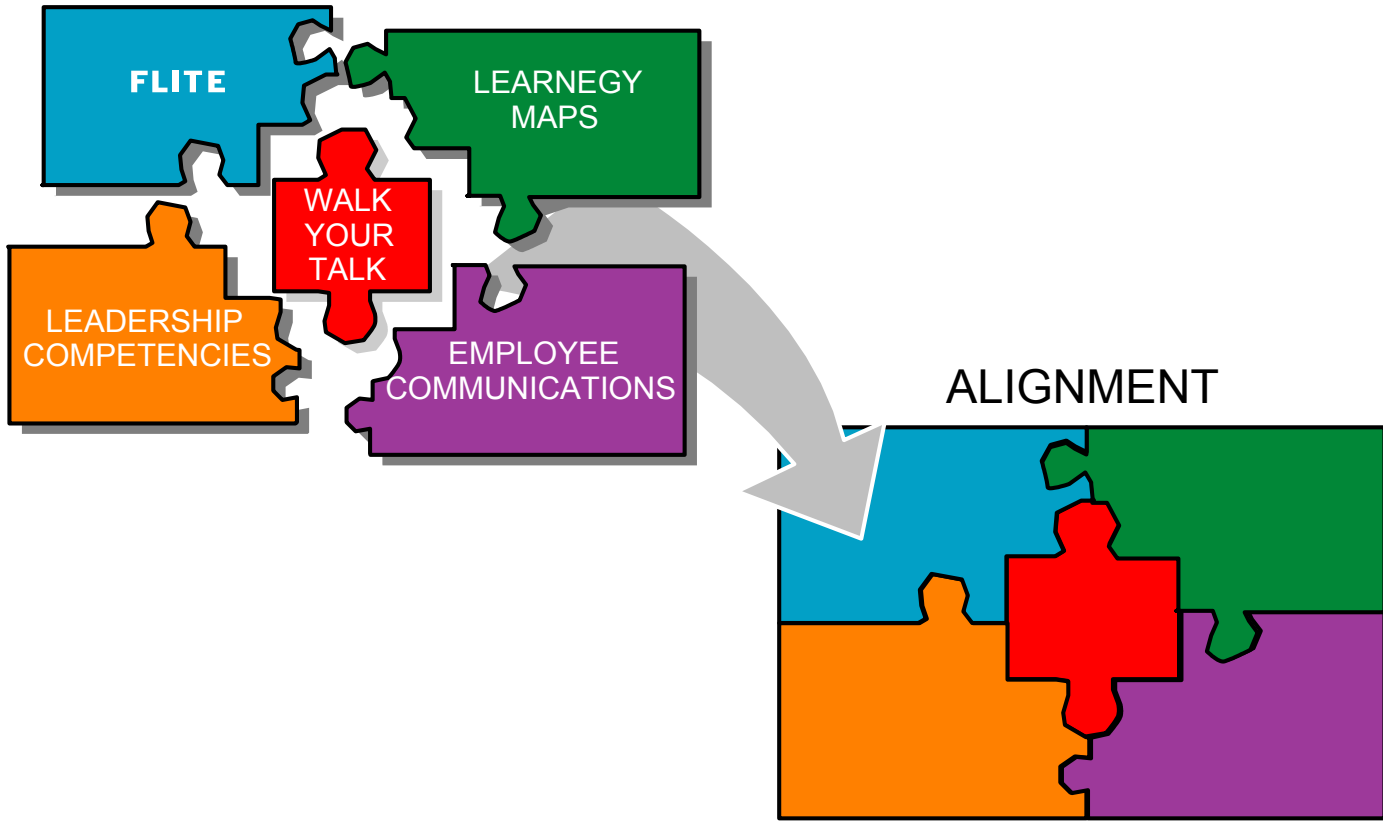 FLITE
LEARNEGY
MAPS
WALK
YOUR
TALK
LEADERSHIP
COMPETENCIES
EMPLOYEE
COMMUNICATIONS
ALIGNMENT